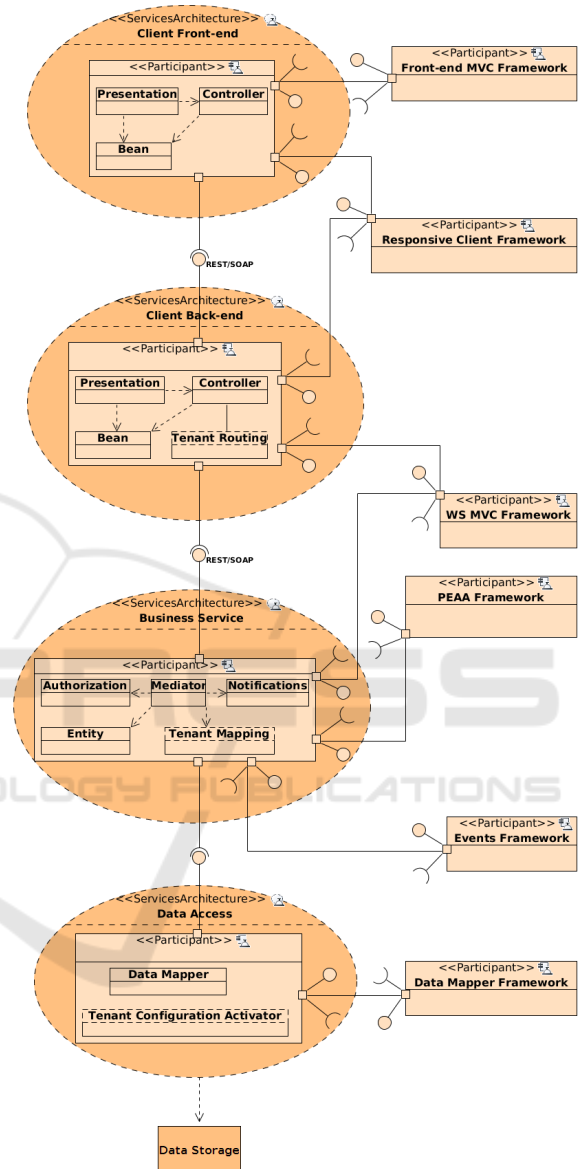 <<ServicesArchitecture>>
Client Front-end
<<Participant>>
Presentation
Controller
Bean
<<Participant>>
Front-end MVC Framework
<<Participant>>
Responsive Client Framework
REST/SOAP
<<ServicesArchitecture>>
Client Back-end
<<Participant>>
Presentation
Controller
Bean
Tenant Routing
<<Participant>>
WS MVC Framework
REST/SOAP
<<Participant>>
PEAA Framework
<<ServicesArchitecture>>
Business Service
<<Participant>>
Authorization
Mediator
Notifications
Entity
Tenant Mapping
<<Participant>>
Events Framework
<<ServicesArchitecture>>
Data Access
<<Participant>>
Data Mapper
Tenant Configuration Activator
<<Participant>>
Data Mapper Framework
Data Storage